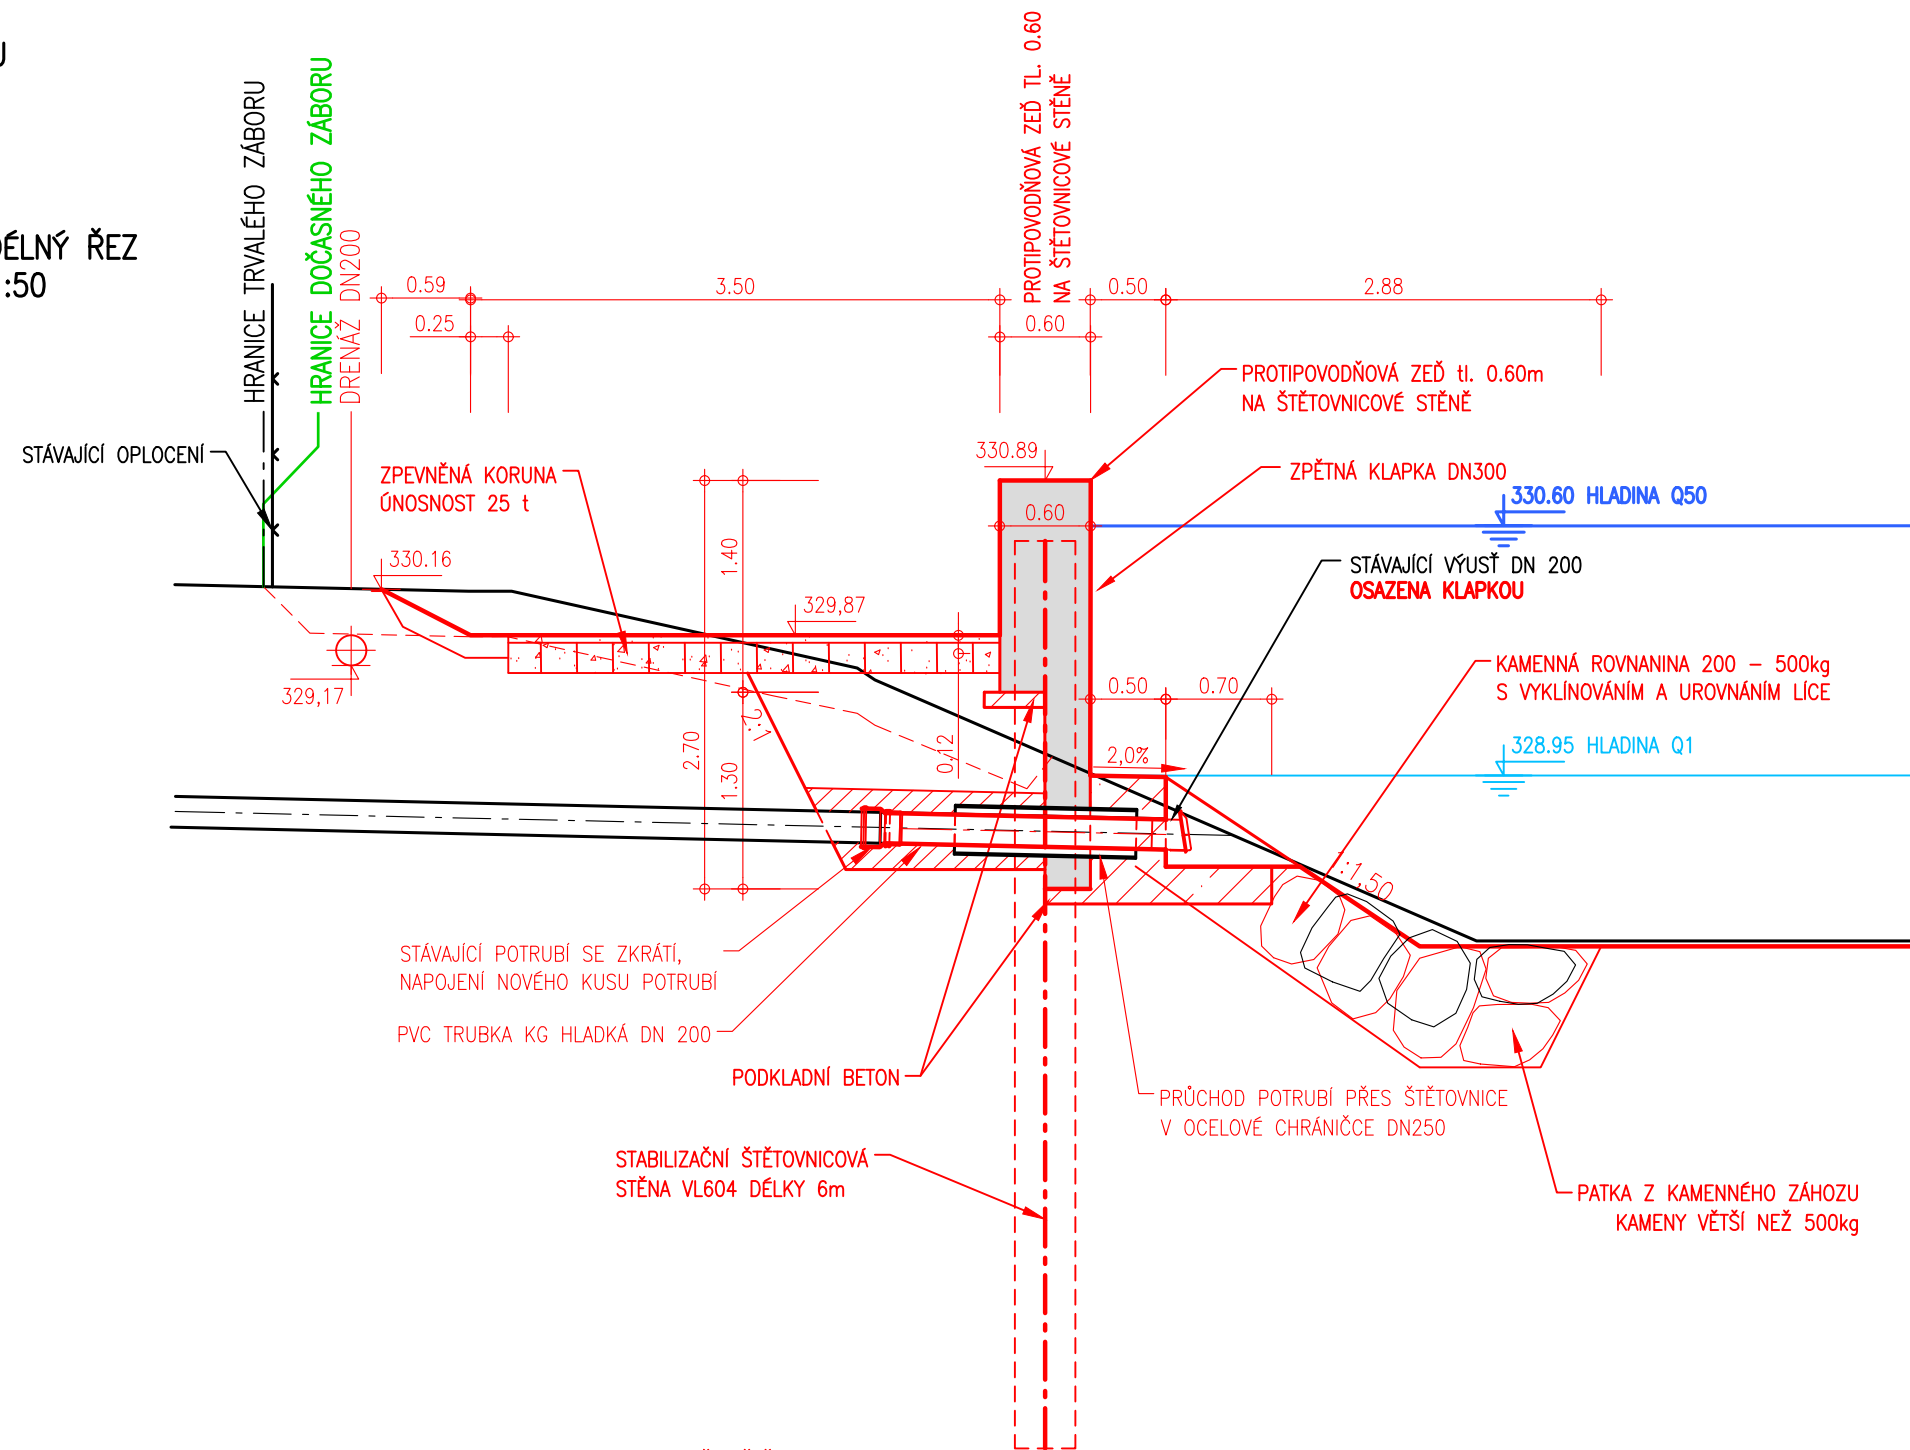 U
DÉLNÝ ŘEZ
:50
HRANICE TRVALÉHO ZÁBORU
HRANICE DOČASNÉHO ZÁBORU
DRENÁŽ DN200
PROTIPOVODŇOVÁ ZEĎ TL. 0.60
NA ŠTĚTOVNICOVÉ STĚNĚ
0.59
3.50
0.50
2.88
0.25
0.60
PROTIPOVODŇOVÁ ZEĎ tl. 0.60m
NA ŠTĚTOVNICOVÉ STĚNĚ
STÁVAJÍCÍ OPLOCENÍ
ZPEVNĚNÁ KORUNA
ÚNOSNOST 25 t
330.89
ZPĚTNÁ KLAPKA DN300
330.60 HLADINA Q50
0.60
1.40
330.16
STÁVAJÍCÍ VÝUSŤ DN 200
OSAZENA KLAPKOU
329,87
329,17
KAMENNÁ ROVNANINA 200 – 500kg
S VYKLÍNOVÁNÍM A UROVNÁNÍM LÍCE
0.50
0.70
2:1
2.70
1.30
0.12
2,0%
328.95 HLADINA Q1
1:1,50
STÁVAJÍCÍ POTRUBÍ SE ZKRÁTÍ,
NAPOJENÍ NOVÉHO KUSU POTRUBÍ
PVC TRUBKA KG HLADKÁ DN 200
PODKLADNÍ BETON
PRŮCHOD POTRUBÍ PŘES ŠTĚTOVNICE
V OCELOVÉ CHRÁNIČCE DN250
STABILIZAČNÍ ŠTĚTOVNICOVÁ
STĚNA VL604 DÉLKY 6m
PATKA Z KAMENNÉHO ZÁHOZU
KAMENY VĚTŠÍ NEŽ 500kg